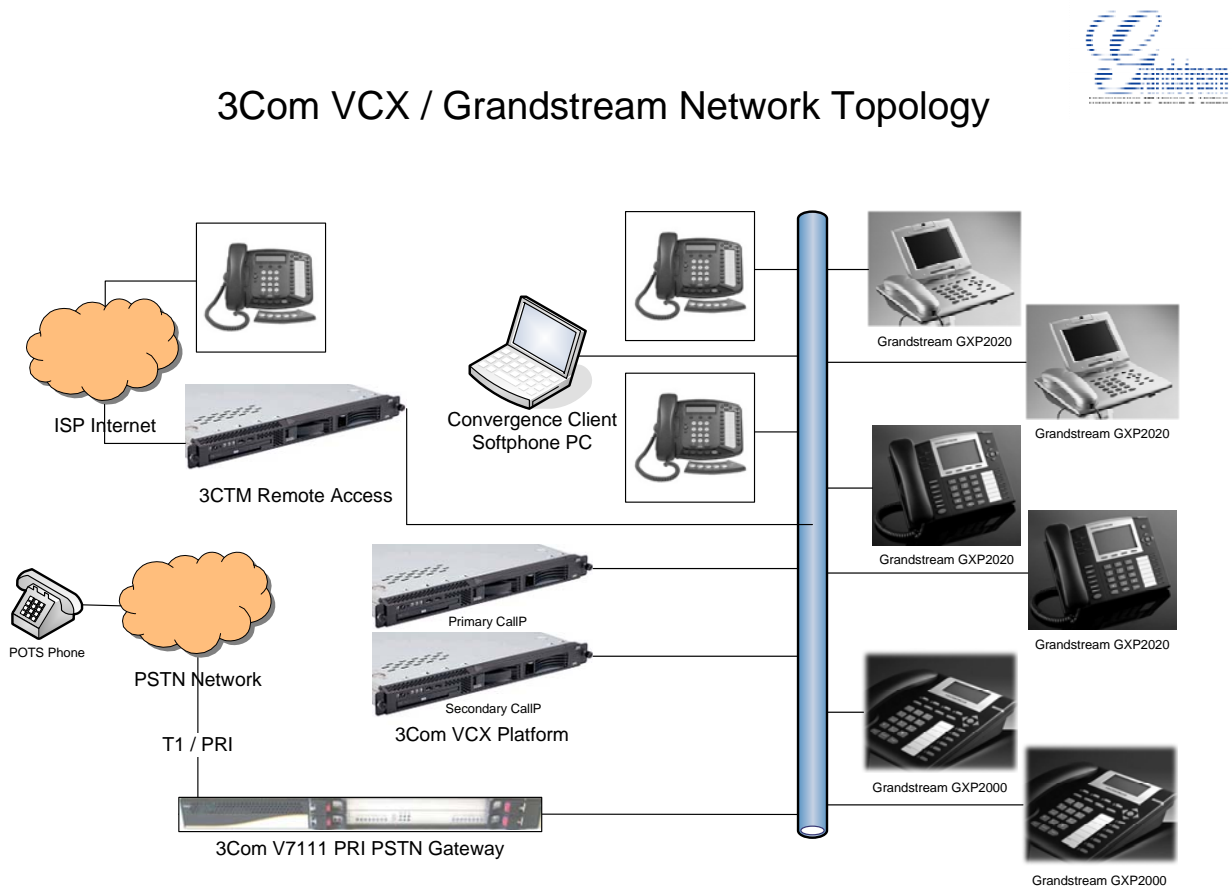 3Com VCX / Grandstream Network Topology
Grandstream GXP2020
ISP Internet
Convergence Client
Softphone PC
Grandstream GXP2020
3CTM Remote Access
Grandstream GXP2020
Primary CallP
POTS Phone
Grandstream GXP2020
PSTN Network
Secondary CallP
3Com VCX Platform
T1 / PRI
Grandstream GXP2000
3Com V7111 PRI PSTN Gateway
Grandstream GXP2000